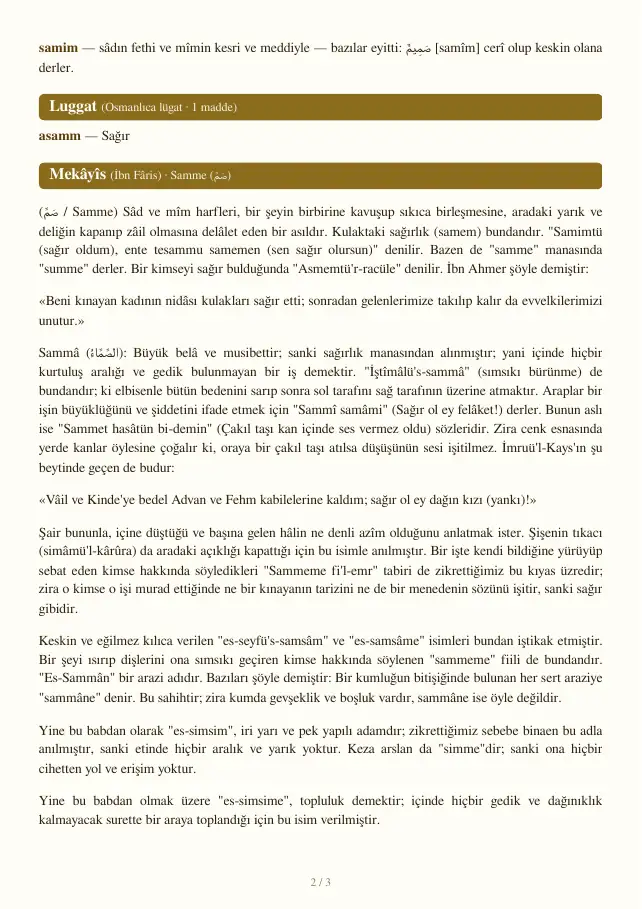 samim — sâdın fethi ve mîmin kesri ve meddiyle — bazılar eyitti: صَمِيمٌ [samîm] cerî olup keskin olana
derler.
Luggat (Osmanlıca lügat · 1 madde)
asamm — Sağır
Mekâyîs (İbn Fâris) · Samme (صَمَّ)
(صَمَّ / Samme) Sâd ve mîm harfleri, bir şeyin birbirine kavuşup sıkıca birleşmesine, aradaki yarık ve
deliğin kapanıp zâil olmasına delâlet eden bir asıldır. Kulaktaki sağırlık (samem) bundandır. "Samimtü
(sağır oldum), ente tesammu samemen (sen sağır olursun)" denilir. Bazen de "samme" manasında
"summe" derler. Bir kimseyi sağır bulduğunda "Asmemtü'r-racüle" denilir. İbn Ahmer şöyle demiştir:
«Beni kınayan kadının nidâsı kulakları sağır etti; sonradan gelenlerimize takılıp kalır da evvelkilerimizi
unutur.»
Sammâ (الصَّمَّاءُ): Büyük belâ ve musibettir; sanki sağırlık manasından alınmıştır; yani içinde hiçbir
kurtuluş aralığı ve gedik bulunmayan bir iş demektir. "İştîmâlü's-sammâ" (sımsıkı bürünme) de
bundandır; ki elbisenle bütün bedenini sarıp sonra sol tarafını sağ tarafının üzerine atmaktır. Araplar bir
işin büyüklüğünü ve şiddetini ifade etmek için "Sammî samâmi" (Sağır ol ey felâket!) derler. Bunun aslı
ise "Sammet hasâtün bi-demin" (Çakıl taşı kan içinde ses vermez oldu) sözleridir. Zira cenk esnasında
yerde kanlar öylesine çoğalır ki, oraya bir çakıl taşı atılsa düşüşünün sesi işitilmez. İmruü'l-Kays'ın şu
beytinde geçen de budur:
«Vâil ve Kinde'ye bedel Advan ve Fehm kabilelerine kaldım; sağır ol ey dağın kızı (yankı)!»
Şair bununla, içine düştüğü ve başına gelen hâlin ne denli azîm olduğunu anlatmak ister. Şişenin tıkacı
(simâmü'l-kârûra) da aradaki açıklığı kapattığı için bu isimle anılmıştır. Bir işte kendi bildiğine yürüyüp
sebat eden kimse hakkında söyledikleri "Sammeme fi'l-emr" tabiri de zikrettiğimiz bu kıyas üzredir;
zira o kimse o işi murad ettiğinde ne bir kınayanın tarizini ne de bir menedenin sözünü işitir, sanki sağır
gibidir.
Keskin ve eğilmez kılıca verilen "es-seyfü's-samsâm" ve "es-samsâme" isimleri bundan iştikak etmiştir.
Bir şeyi ısırıp dişlerini ona sımsıkı geçiren kimse hakkında söylenen "sammeme" fiili de bundandır.
"Es-Sammân" bir arazi adıdır. Bazıları şöyle demiştir: Bir kumluğun bitişiğinde bulunan her sert araziye
"sammâne" denir. Bu sahihtir; zira kumda gevşeklik ve boşluk vardır, sammâne ise öyle değildir.
Yine bu babdan olarak "es-simsim", iri yarı ve pek yapılı adamdır; zikrettiğimiz sebebe binaen bu adla
anılmıştır, sanki etinde hiçbir aralık ve yarık yoktur. Keza arslan da "simme"dir; sanki ona hiçbir
cihetten yol ve erişim yoktur.
Yine bu babdan olmak üzere "es-simsime", topluluk demektir; içinde hiçbir gedik ve dağınıklık
kalmayacak surette bir araya toplandığı için bu isim verilmiştir.
2 / 3